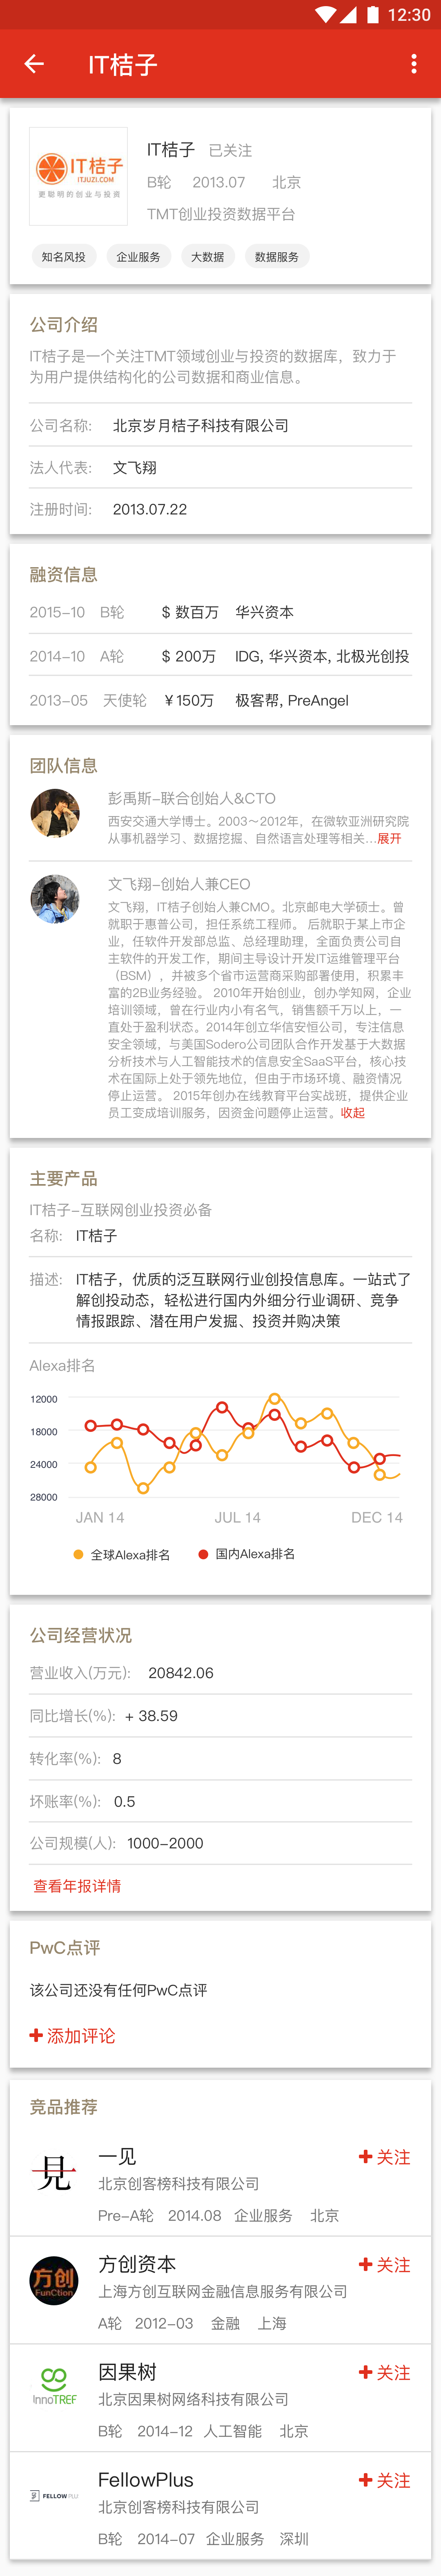 12:30
IT桔子
IT桔子
ITJUZI.COM
更聪明的创业与投资
IT桔子 已关注
B轮 2013.07 北京
TMT创业投资数据平台
知名风投 企业服务 大数据 数据服务
公司介绍
IT桔子是一个关注TMT领域创业与投资的数据库，致力于
为用户提供结构化的公司数据和商业信息。
公司名称: 北京岁月桔子科技有限公司
法人代表: 文飞翔
注册时间: 2013.07.22
融资信息
2015-10 B轮 $ 数百万 华兴资本
2014-10 A轮 $ 200万 IDG, 华兴资本, 北极光创投
2013-05 天使轮 ¥150万 极客帮, PreAngel
团队信息
彭禹斯-联合创始人&CTO
西安交通大学博士。2003～2012年，在微软亚洲研究院
从事机器学习、数据挖掘、自然语言处理等相关...展开
文飞翔-创始人兼CEO
文飞翔，IT桔子创始人兼CMO。北京邮电大学硕士。曾
就职于惠普公司，担任系统工程师。 后就职于某上市企
业，任软件开发部总监、总经理助理，全面负责公司自
主软件的开发工作，期间主导设计开发IT运维管理平台
（BSM），并被多个省市运营商采购部署使用，积累丰
富的2B业务经验。 2010年开始创业，创办学知网，企业
培训领域，曾在行业内小有名气，销售额千万以上，一
直处于盈利状态。2014年创立华信安恒公司，专注信息
安全领域，与美国Sodero公司团队合作开发基于大数据
分析技术与人工智能技术的信息安全SaaS平台，核心技
术在国际上处于领先地位，但由于市场环境、融资情况
停止运营。 2015年创办在线教育平台实战班，提供企业
员工变成培训服务，因资金问题停止运营。收起
主要产品
IT桔子-互联网创业投资必备
名称: IT桔子
描述: IT桔子，优质的泛互联网行业创投信息库。一站式了
解创投动态，轻松进行国内外细分行业调研、竞争
情报跟踪、潜在用户发掘、投资并购决策
Alexa排名
12000
18000
24000
28000
JAN 14 JUL 14 DEC 14
全球Alexa排名 国内Alexa排名
公司经营状况
营业收入(万元): 20842.06
同比增长(%): + 38.59
转化率(%): 8
坏账率(%): 0.5
公司规模(人): 1000-2000
查看年报详情
PwC点评
该公司还没有任何PwC点评
+ 添加评论
竞品推荐
见
一见 + 关注
北京创客榜科技有限公司
Pre-A轮 2014.08 企业服务 北京
方创
FunCtion
方创资本 + 关注
上海方创互联网金融信息服务有限公司
A轮 2012-03 金融 上海
InnoTREF
因果树 + 关注
北京因果树网络科技有限公司
B轮 2014-12 人工智能 北京
FELLOW PLU
FellowPlus + 关注
北京创客榜科技有限公司
B轮 2014-07 企业服务 深圳